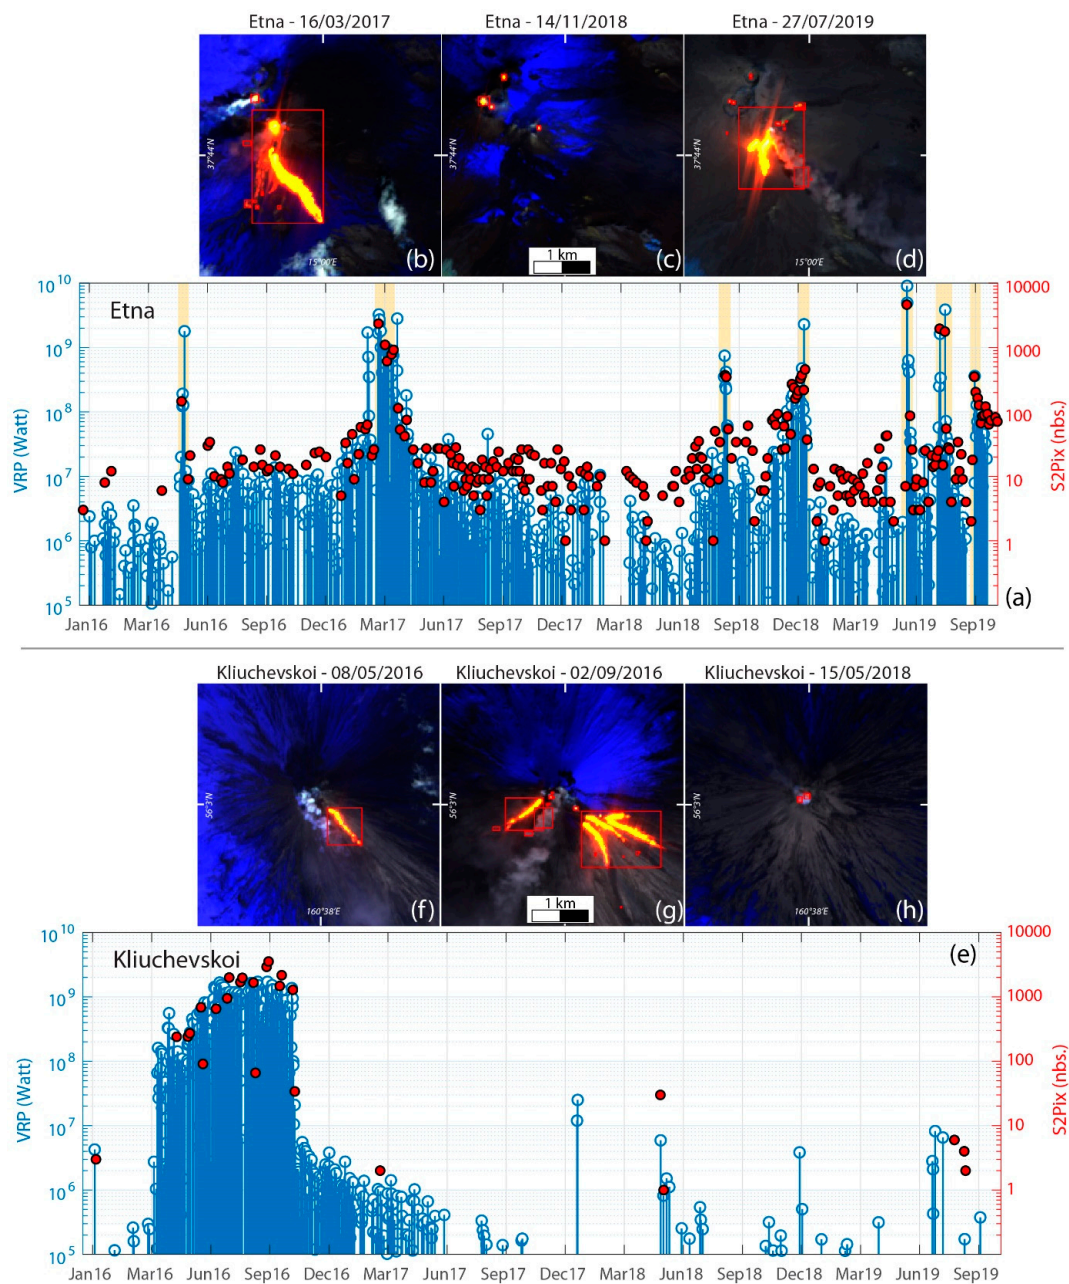 Etna - 16/03/2017 Etna - 14/11/2018 Etna - 27/07/2019
37°44'N 37°44'N
15°00'E 15°00'E
1 km
(b) (c) (d)
Etna
10^10 10000
10^9 1000
10^8 100
10^7 10
10^6 1
10^5
VRP (Watt)
S2Pix (nbs.)
(a)
Jan16 Mar16 Jun16 Sep16 Dec16 Mar17 Jun17 Sep17 Dec17 Mar18 Jun18 Sep18 Dec18 Mar19 Jun19 Sep19
Kliuchevskoi - 08/05/2016 Kliuchevskoi - 02/09/2016 Kliuchevskoi - 15/05/2018
56°3'N 56°3'N
160°38'E 160°38'E
1 km
(f) (g) (h)
Kliuchevskoi
(e)
10^10 10000
10^9 1000
10^8 100
10^7 10
10^6 1
10^5
VRP (Watt)
S2Pix (nbs.)
Jan16 Mar16 Jun16 Sep16 Dec16 Mar17 Jun17 Sep17 Dec17 Mar18 Jun18 Sep18 Dec18 Mar19 Jun19 Sep19